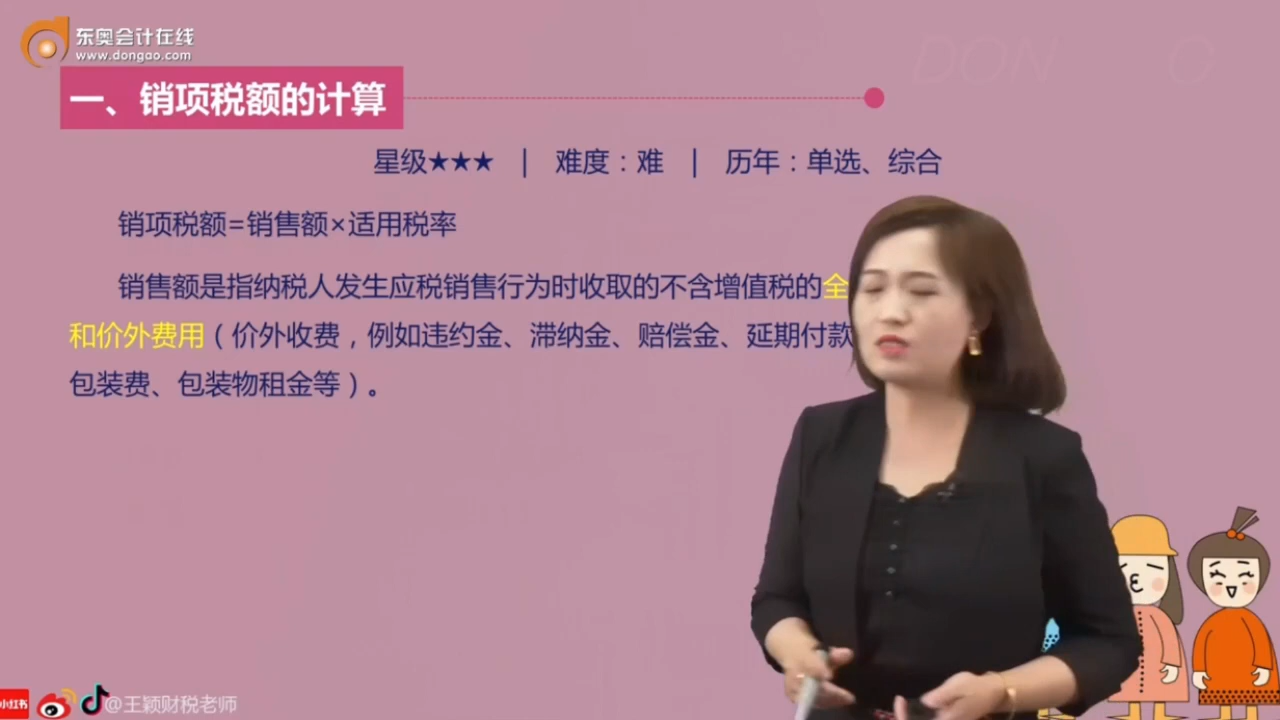 东奥会计在线
www.dongao.com
DON O
一、销项税额的计算
星级★★★ | 难度：难 | 历年：单选、综合
销项税额=销售额×适用税率
销售额是指纳税人发生应税销售行为时收取的不含增值税的全
和价外费用（价外收费，例如违约金、滞纳金、赔偿金、延期付款
包装费、包装物租金等）。
小红书
@王颖财税老师